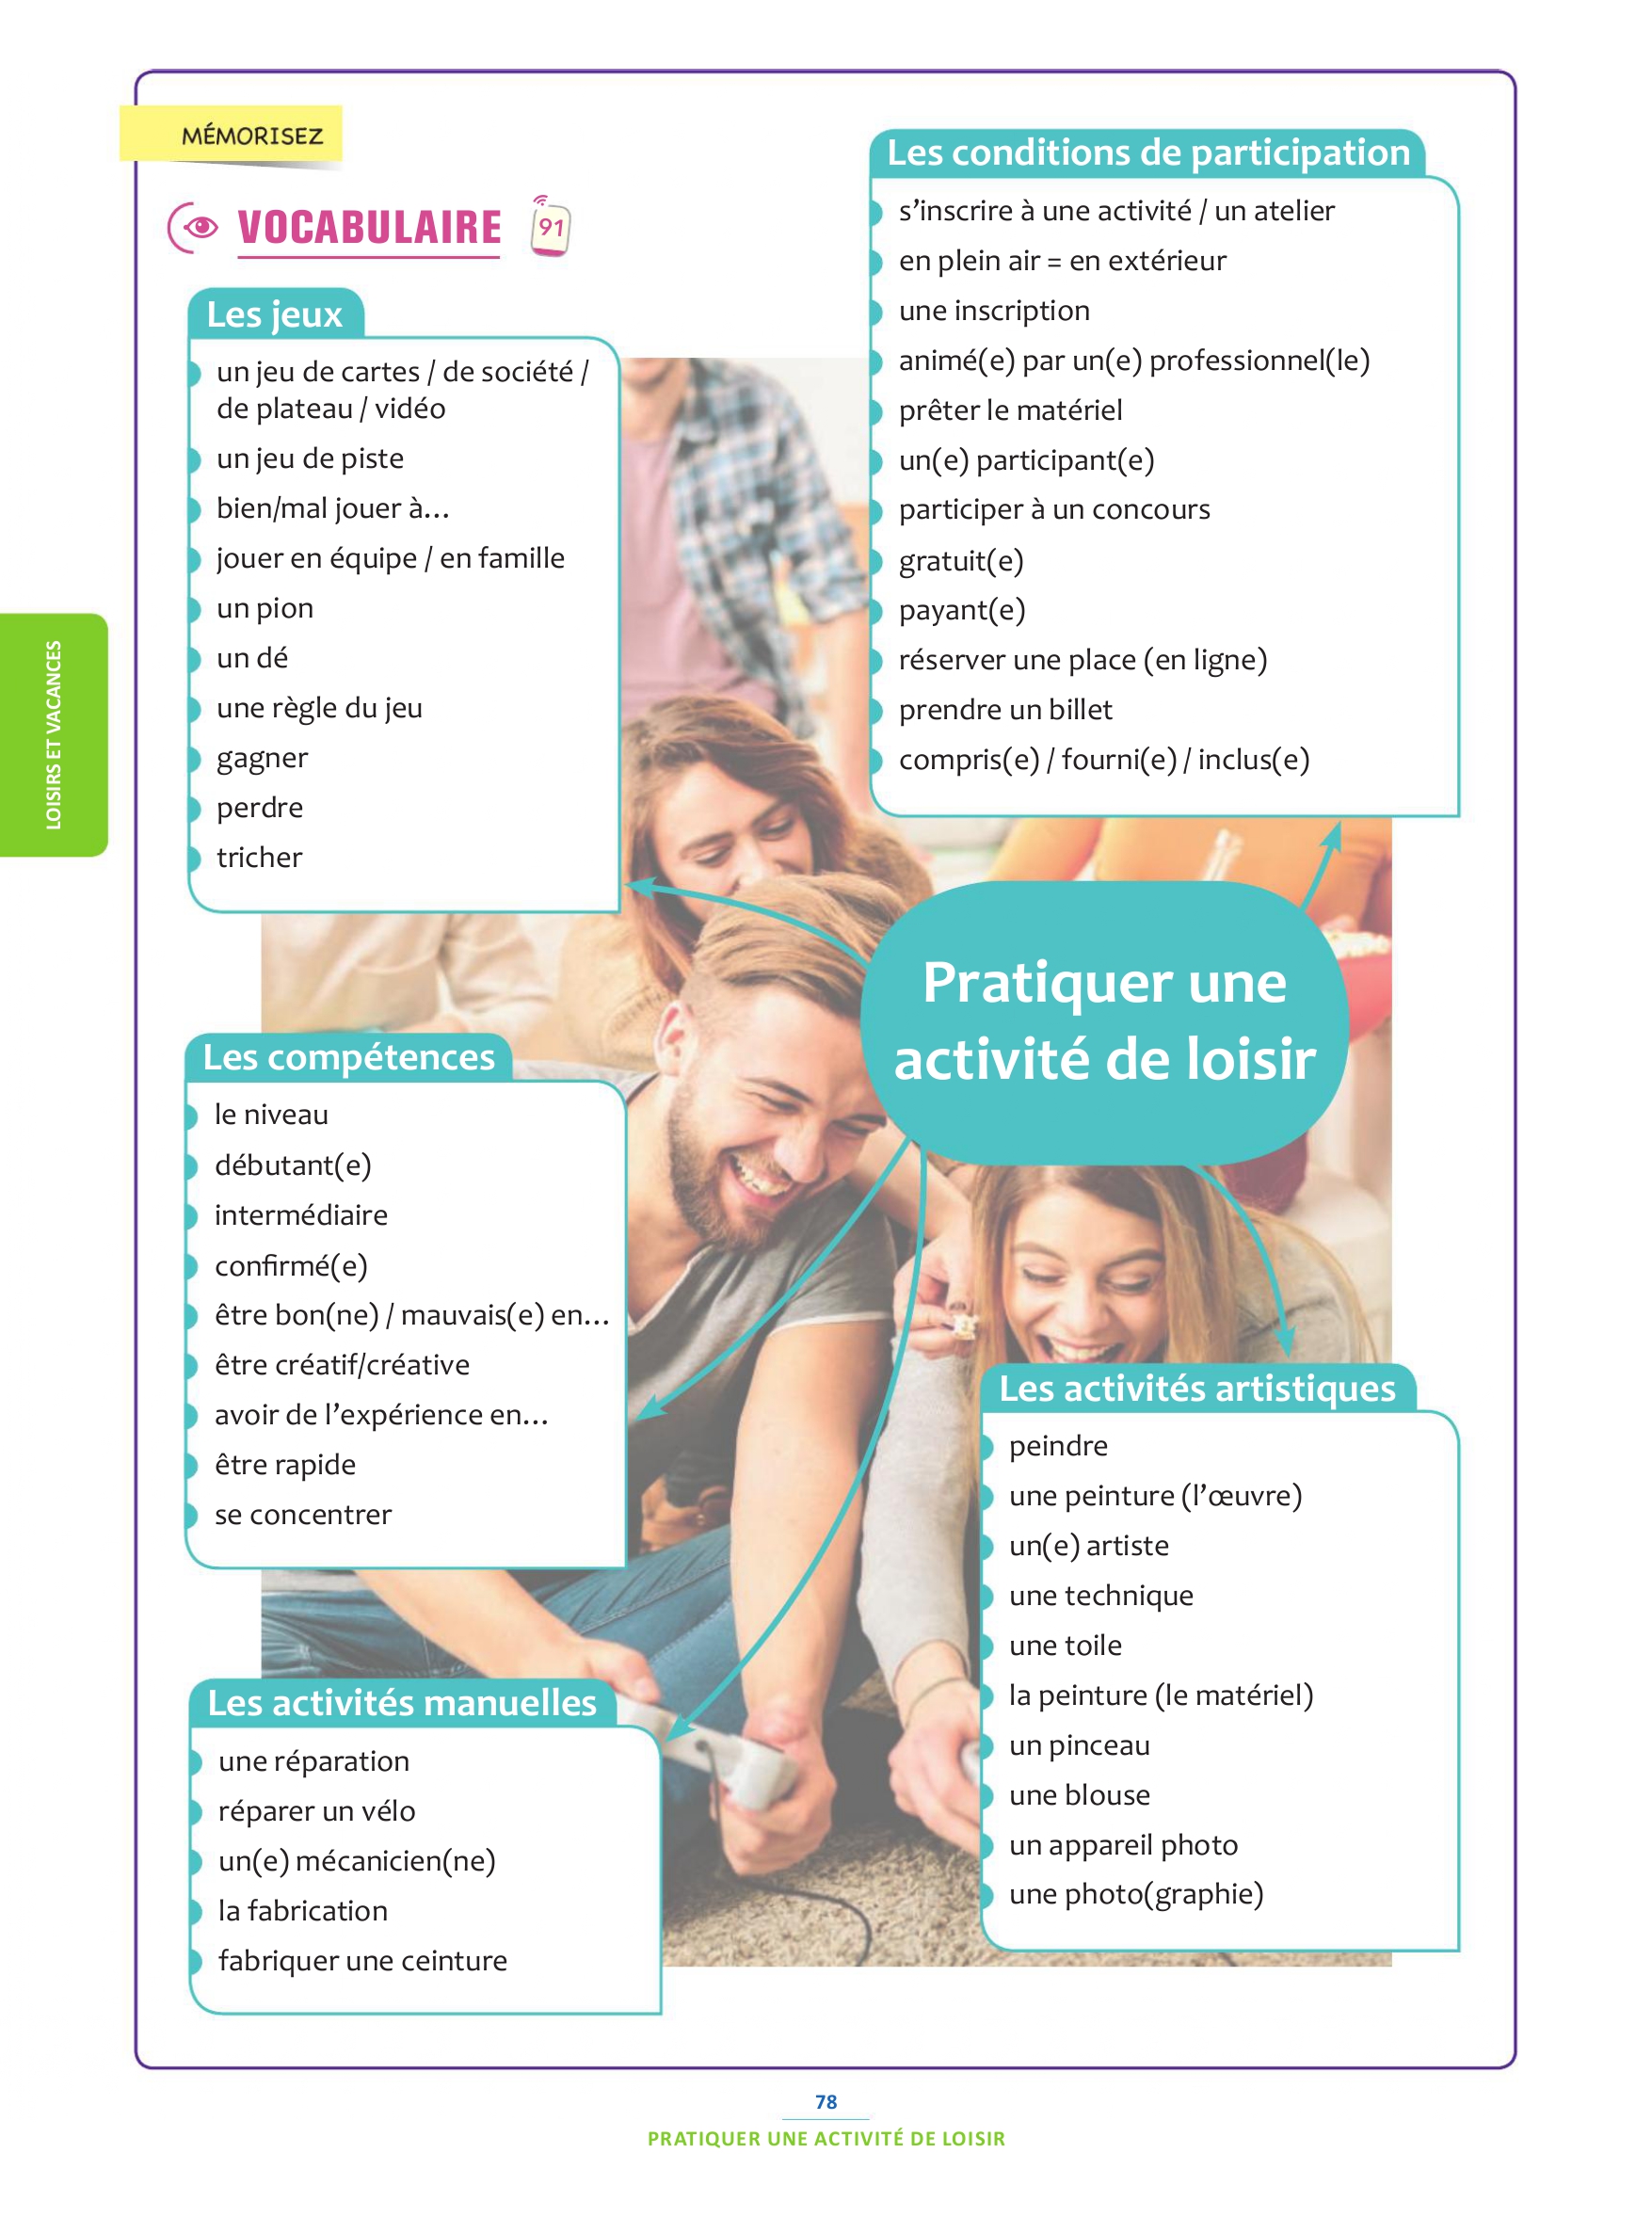 MÉMORISEZ
VOCABULAIRE
91
Les jeux
un jeu de cartes / de société /
de plateau / vidéo
un jeu de piste
bien/mal jouer à…
jouer en équipe / en famille
un pion
un dé
une règle du jeu
gagner
perdre
tricher
Les conditions de participation
s’inscrire à une activité / un atelier
en plein air = en extérieur
une inscription
animé(e) par un(e) professionnel(le)
prêter le matériel
un(e) participant(e)
participer à un concours
gratuit(e)
payant(e)
réserver une place (en ligne)
prendre un billet
compris(e) / fourni(e) / inclus(e)
LOISIRS ET VACANCES
Pratiquer une
activité de loisir
Les compétences
le niveau
débutant(e)
intermédiaire
confirmé(e)
être bon(ne) / mauvais(e) en…
être créatif/créative
avoir de l’expérience en…
être rapide
se concentrer
Les activités artistiques
peindre
une peinture (l’œuvre)
un(e) artiste
une technique
une toile
la peinture (le matériel)
un pinceau
une blouse
un appareil photo
une photo(graphie)
Les activités manuelles
une réparation
réparer un vélo
un(e) mécanicien(ne)
la fabrication
fabriquer une ceinture
78
PRATIQUER UNE ACTIVITÉ DE LOISIR